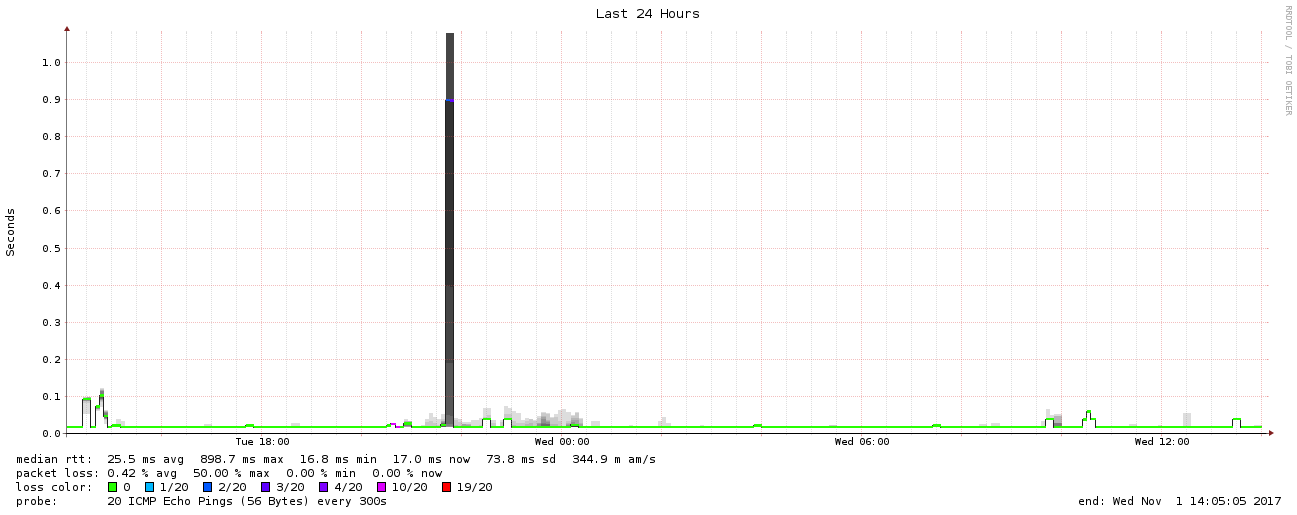 Last 24 Hours
RRDTOOL / TOBI OETIKER
Seconds
1.0
0.9
0.8
0.7
0.6
0.5
0.4
0.3
0.2
0.1
0.0
Tue 18:00 Wed 00:00 Wed 06:00 Wed 12:00
median rtt: 25.5 ms avg 898.7 ms max 16.8 ms min 17.0 ms now 73.8 ms sd 344.9 m am/s
packet loss: 0.42 % avg 50.00 % max 0.00 % min 0.00 % now
loss color: 0 1/20 2/20 3/20 4/20 10/20 19/20
probe: 20 ICMP Echo Pings (56 Bytes) every 300s end: Wed Nov 1 14:05:05 2017